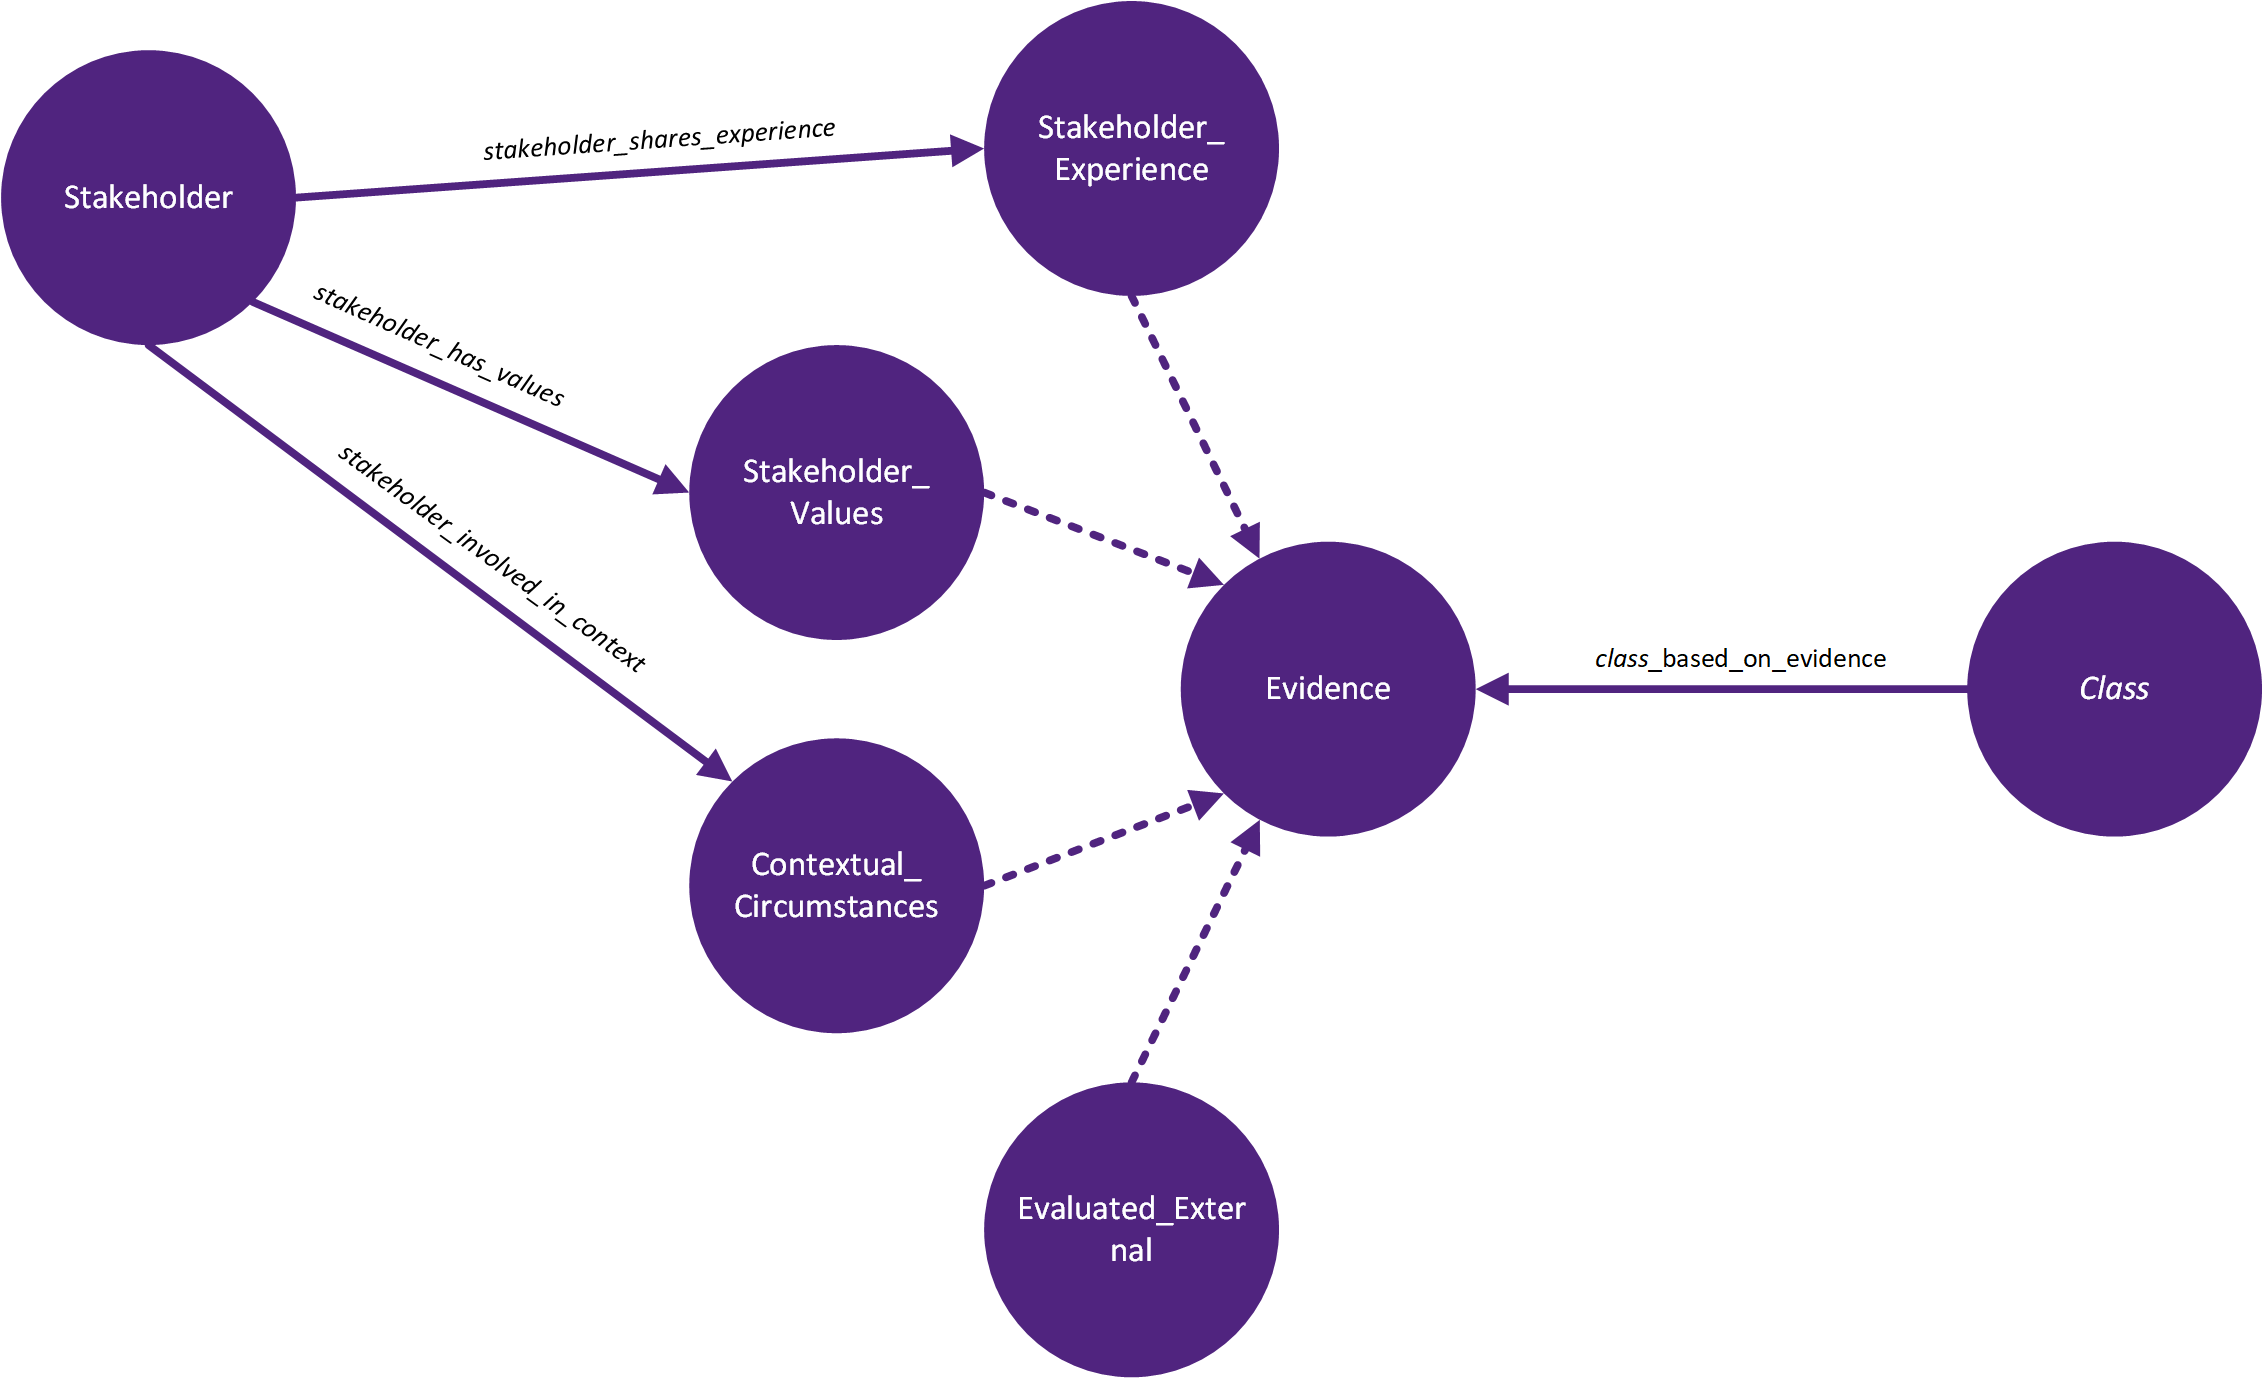 Stakeholder_
Experience
stakeholder_shares_experience
Stakeholder
stakeholder_has_values
Stakeholder_
Values
stakeholder_involved_in_context
class_based_on_evidence
Evidence
Class
Contextual_
Circumstances
Evaluated_Exter
nal